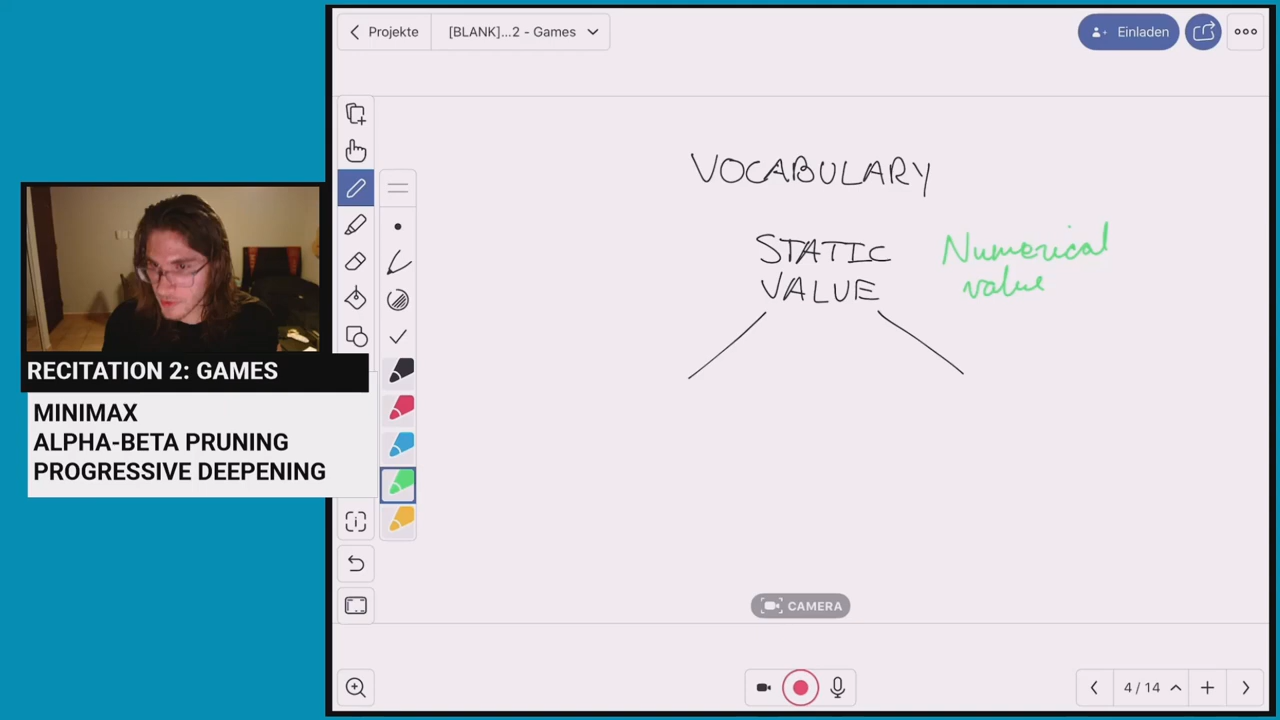 Projekte
[BLANK]...2 - Games
Einladen
VOCABULARY
STATIC
VALUE
Numerical
value
RECITATION 2: GAMES
MINIMAX
ALPHA-BETA PRUNING
PROGRESSIVE DEEPENING
CAMERA
4 / 14